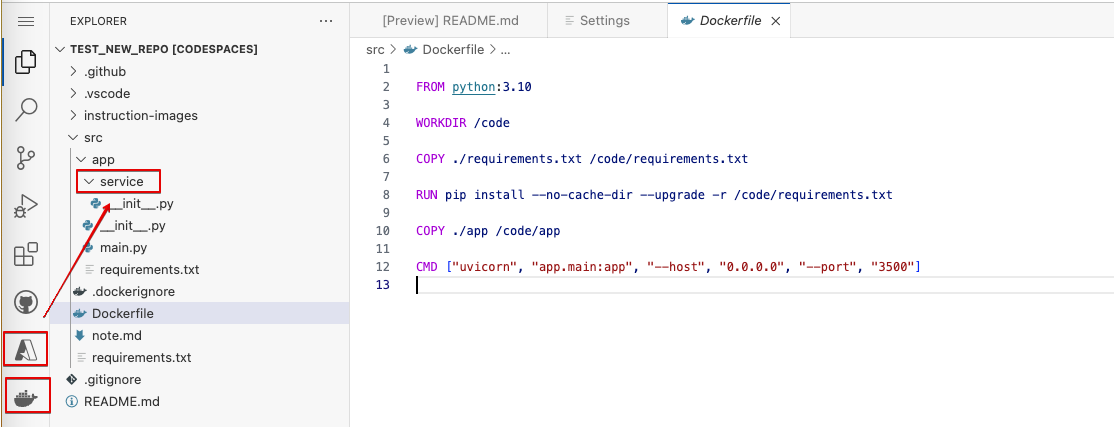 EXPLORER ...
TEST_NEW_REPO [CODESPACES]
.github
.vscode
instruction-images
src
app
service
__init__.py
__init__.py
main.py
requirements.txt
.dockerignore
Dockerfile
note.md
requirements.txt
.gitignore
README.md
[Preview] README.md
Settings
Dockerfile
src > Dockerfile > ...
1
2 FROM python:3.10
3
4 WORKDIR /code
5
6 COPY ./requirements.txt /code/requirements.txt
7
8 RUN pip install --no-cache-dir --upgrade -r /code/requirements.txt
9
10 COPY ./app /code/app
11
12 CMD ["uvicorn", "app.main:app", "--host", "0.0.0.0", "--port", "3500"]
13